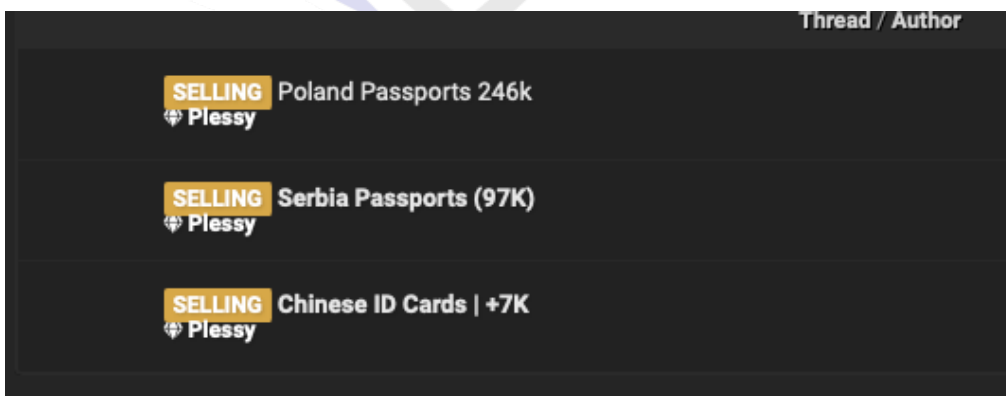 Thread / Author
SELLING Poland Passports 246k
Plessy
SELLING Serbia Passports (97K)
Plessy
SELLING Chinese ID Cards | +7K
Plessy